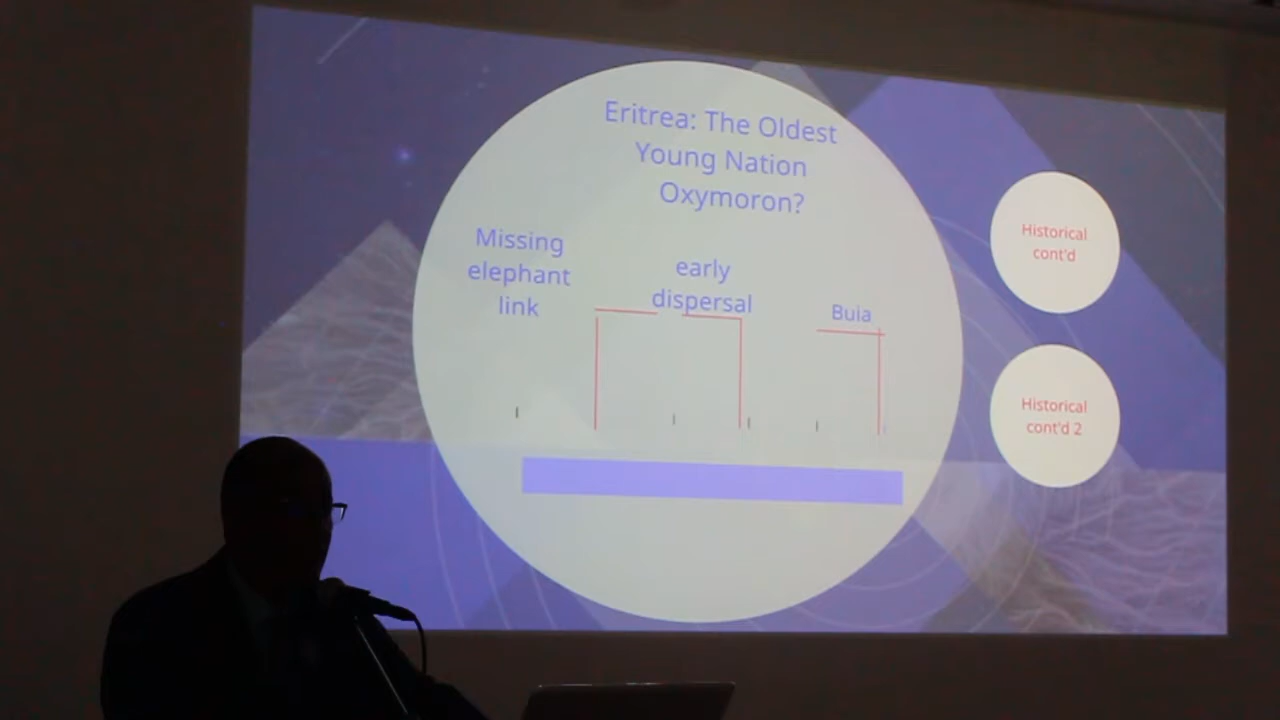 Eritrea: The Oldest
Young Nation
Oxymoron?
Missing
elephant
link
early
dispersal
Buia
Historical
cont'd
Historical
cont'd 2